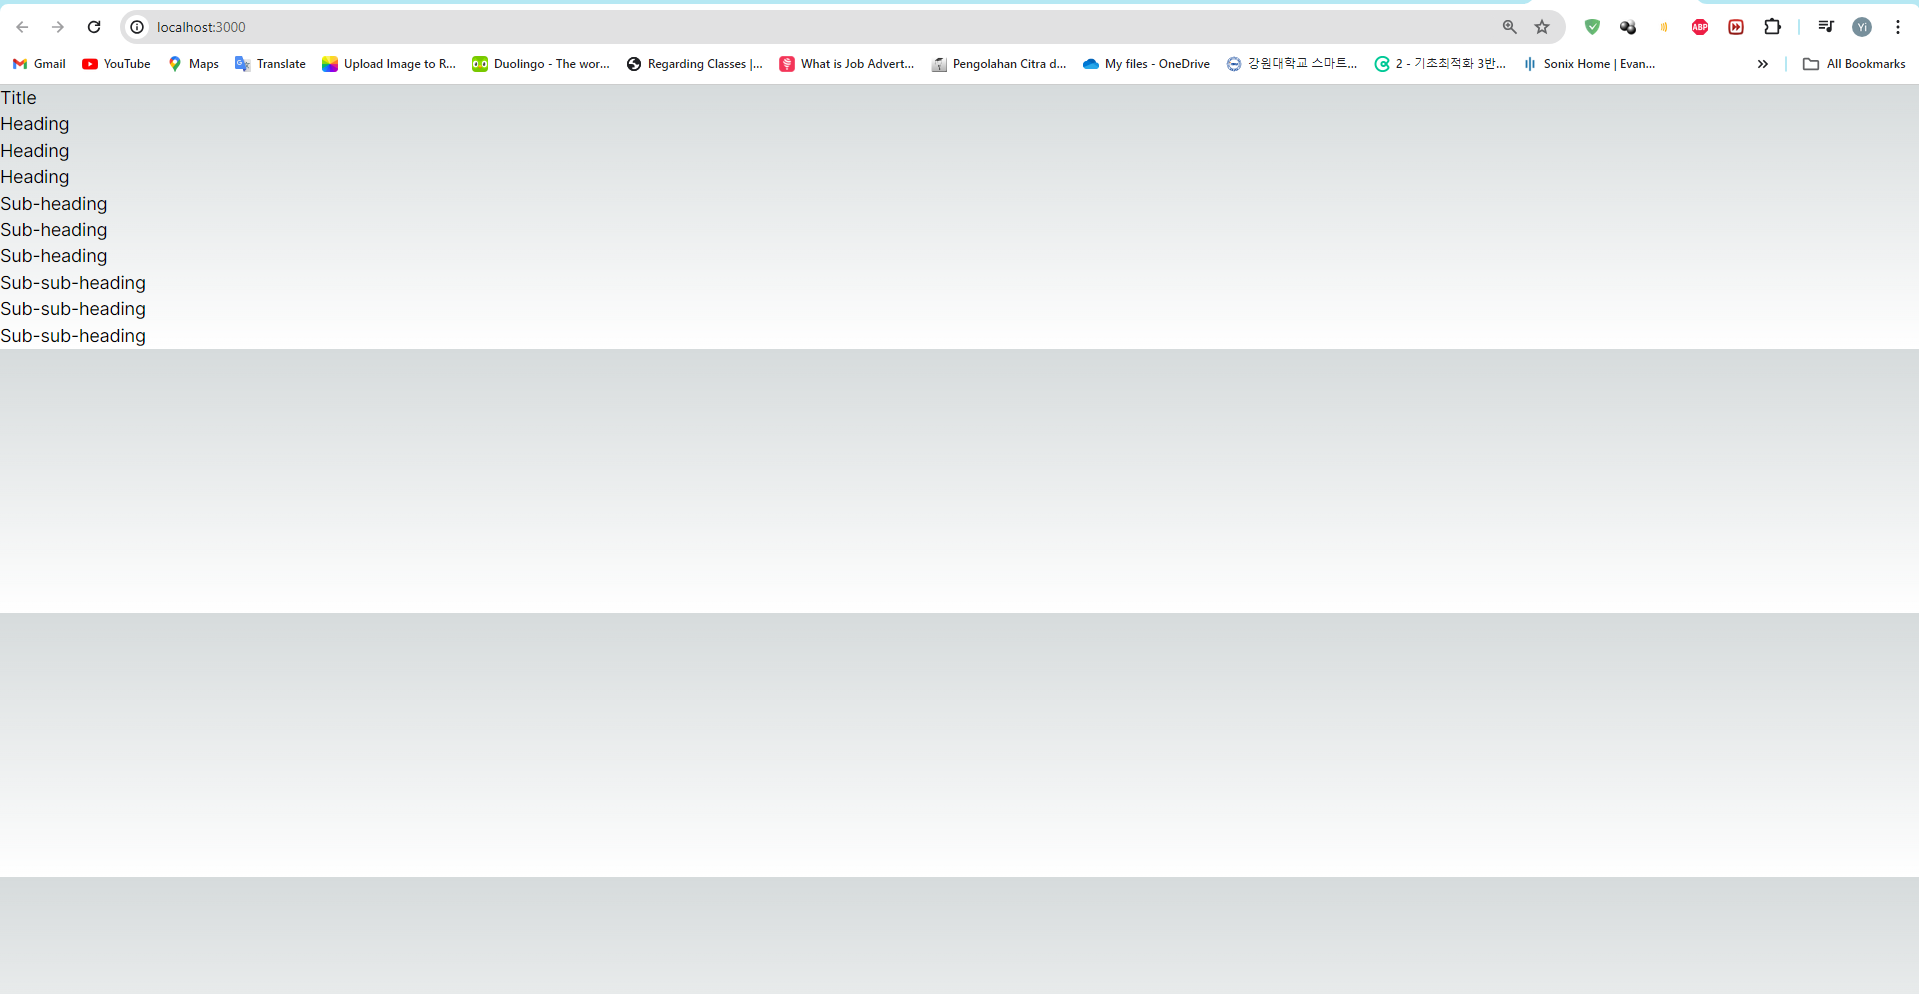 localhost:3000
Gmail YouTube Maps Translate Upload Image to R... Duolingo - The wor... Regarding Classes |... What is Job Advert... Pengolahan Citra d... My files - OneDrive 강원대학교 스마트... 2 - 기초최적화 3반... Sonix Home | Evan... » All Bookmarks
ABP
Yi
Title
Heading
Heading
Heading
Sub-heading
Sub-heading
Sub-heading
Sub-sub-heading
Sub-sub-heading
Sub-sub-heading